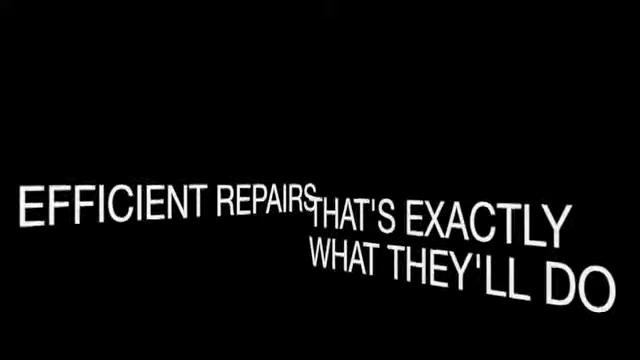 EFFICIENT REPAIRS
THAT'S EXACTLY
WHAT THEY'LL DO